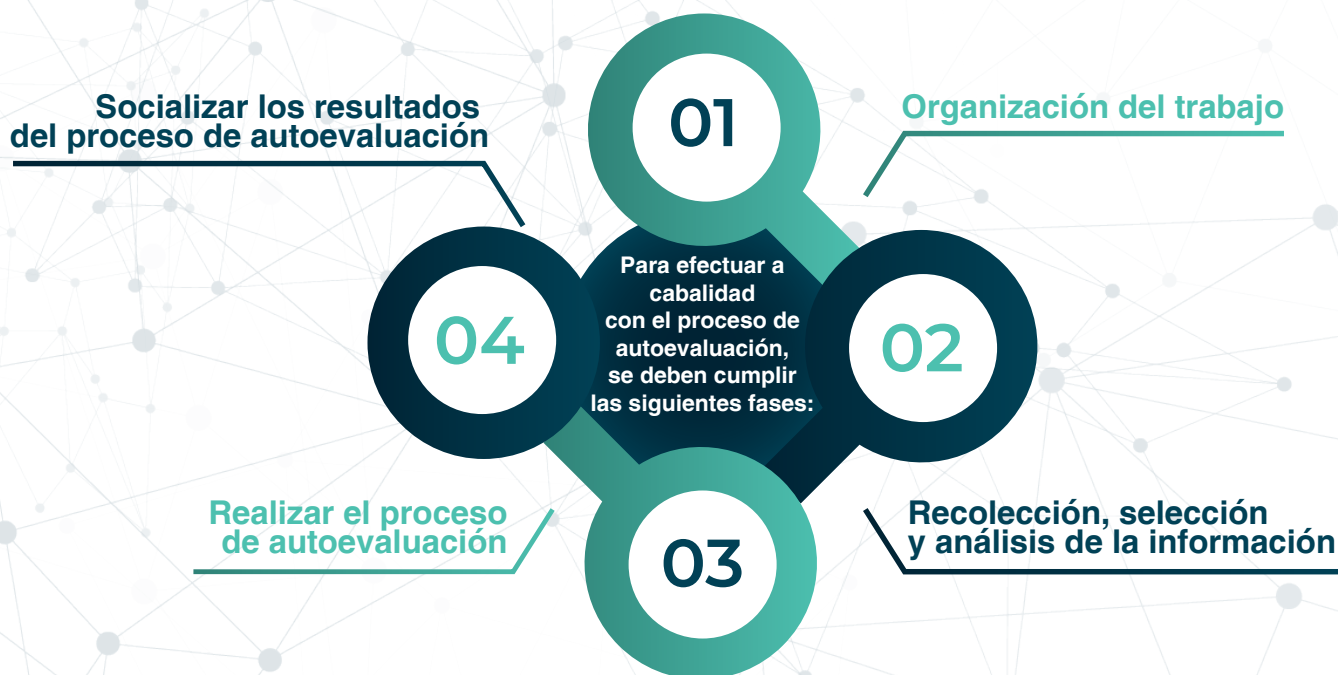 Para efectuar a
cabalidad
con el proceso de
autoevaluación,
se deben cumplir
las siguientes fases:
01
Organización del trabajo
02
Recolección, selección
y análisis de la información
03
Realizar el proceso
de autoevaluación
04
Socializar los resultados
del proceso de autoevaluación